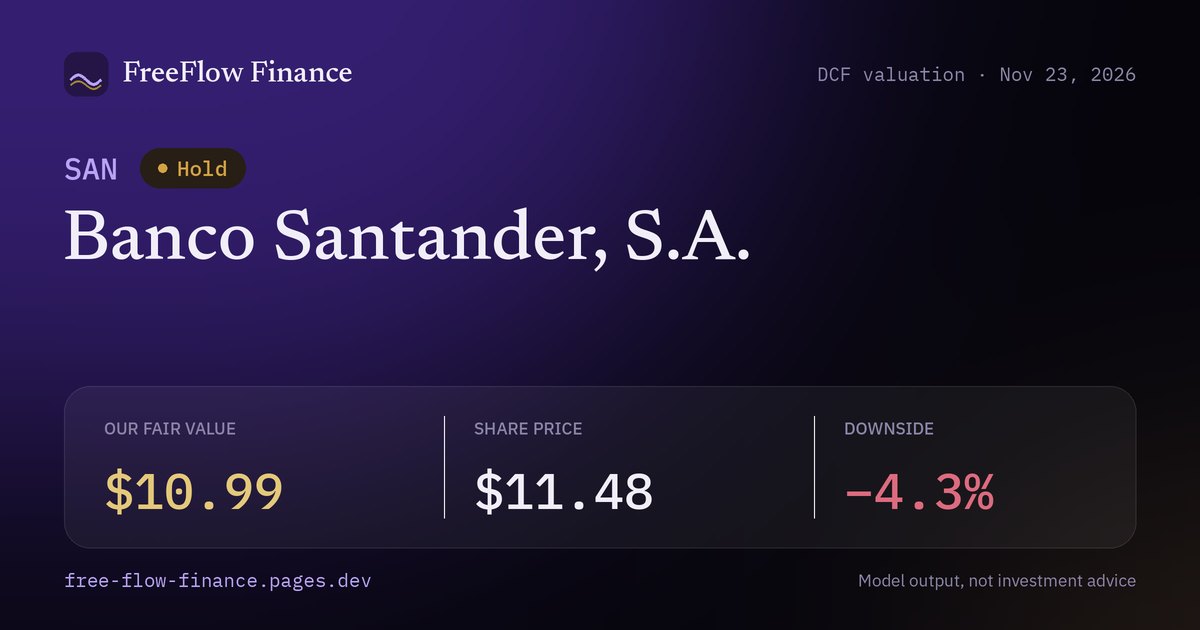 FreeFlow Finance
DCF valuation · Nov 23, 2026
SAN
Hold
Banco Santander, S.A.
OUR FAIR VALUE
$10.99
SHARE PRICE
$11.48
DOWNSIDE
−4.3%
free-flow-finance.pages.dev
Model output, not investment advice